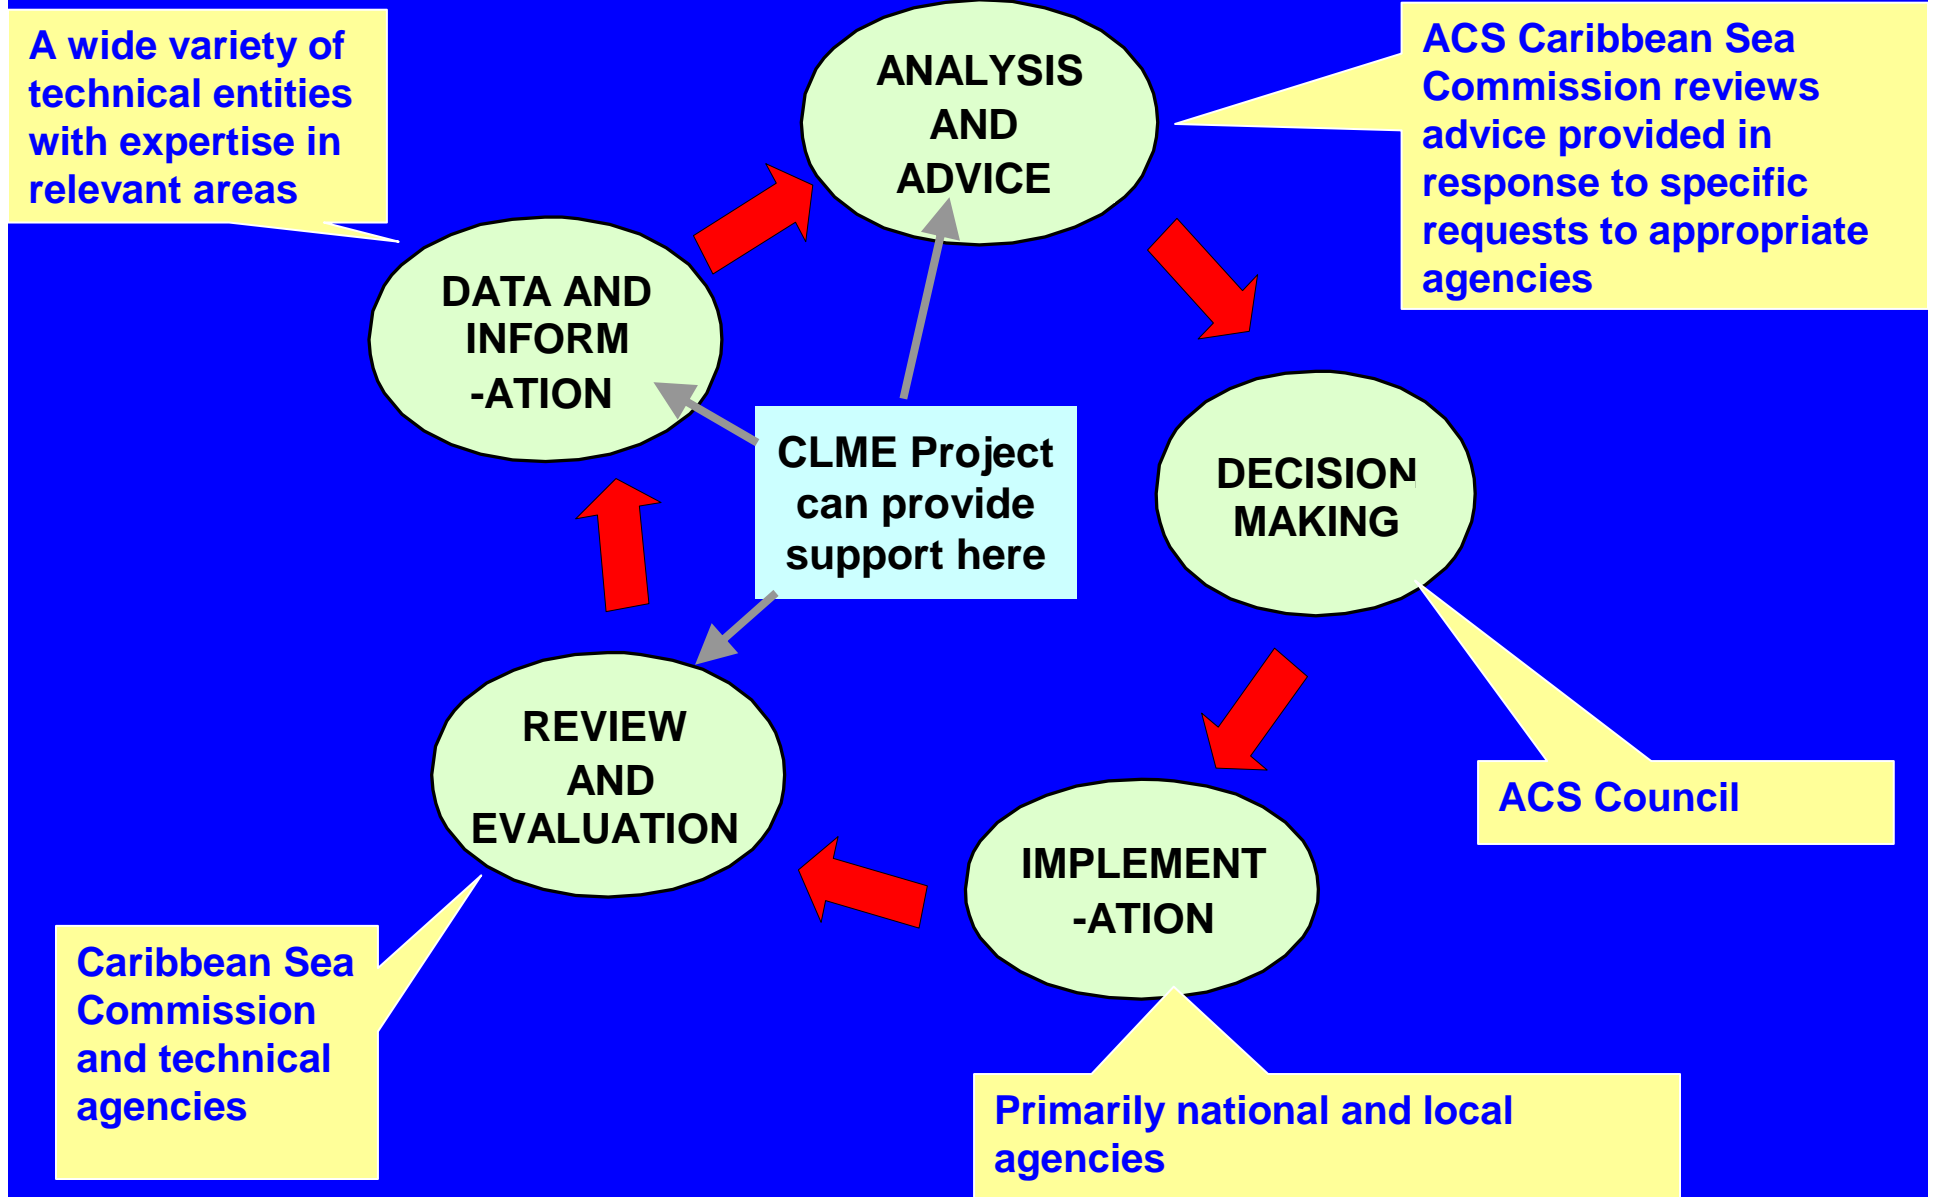 A wide variety of
technical entities
with expertise in
relevant areas
ANALYSIS
AND
ADVICE
ACS Caribbean Sea
Commission reviews
advice provided in
response to specific
requests to appropriate
agencies
DATA AND
INFORM
-ATION
CLME Project
can provide
support here
DECISION
MAKING
REVIEW
AND
EVALUATION
IMPLEMENT
-ATION
ACS Council
Caribbean Sea
Commission
and technical
agencies
Primarily national and local
agencies